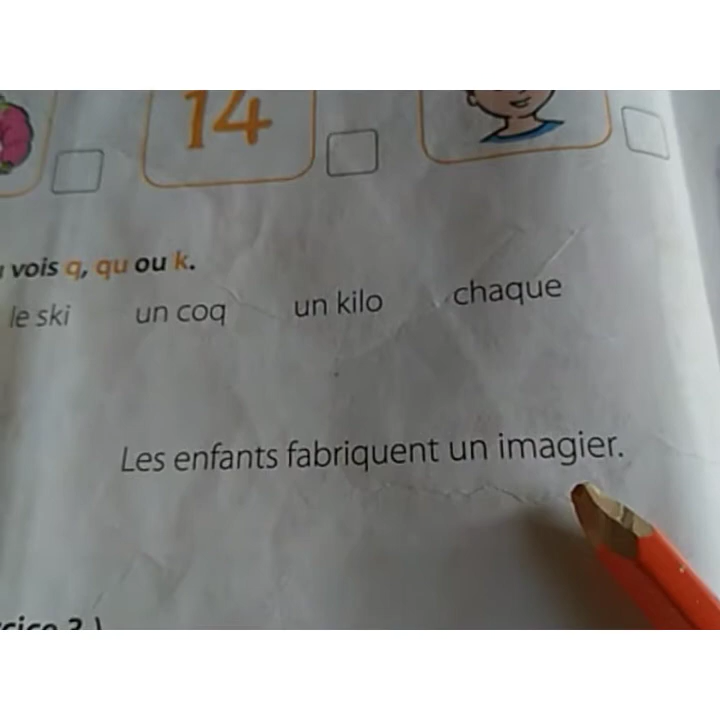 14
vois q, qu ou k.
le ski un coq un kilo chaque
Les enfants fabriquent un imagier.